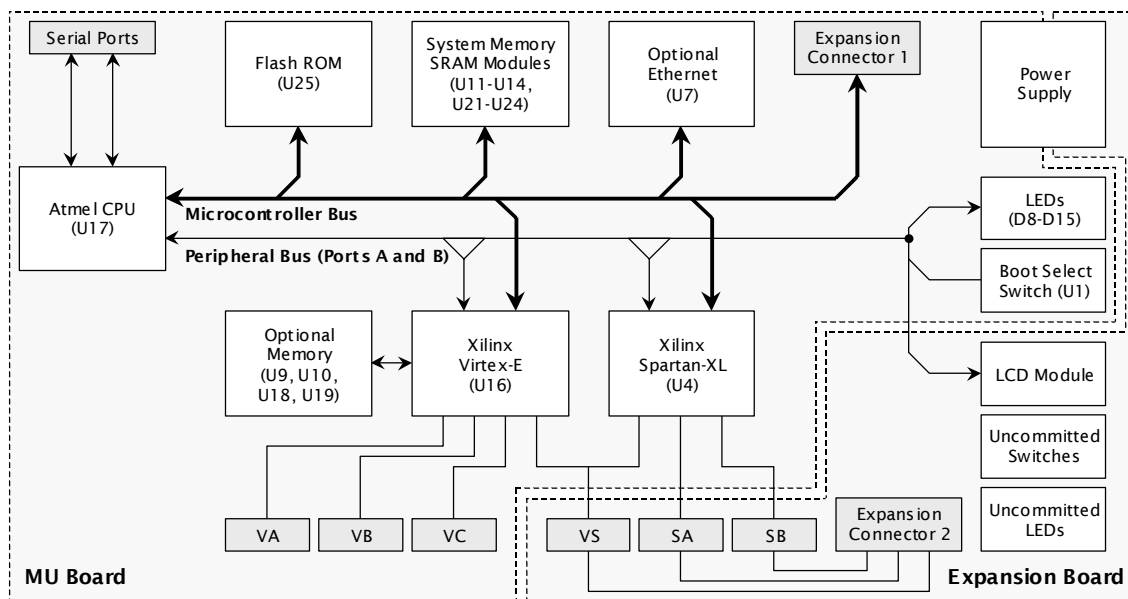 Serial Ports
Flash ROM
(U25)
System Memory
SRAM Modules
(U11-U14,
U21-U24)
Optional
Ethernet
(U7)
Expansion
Connector 1
Power
Supply
Atmel CPU
(U17)
Microcontroller Bus
Peripheral Bus (Ports A and B)
LEDs
(D8-D15)
Boot Select
Switch (U1)
Optional
Memory
(U9, U10,
U18, U19)
Xilinx
Virtex-E
(U16)
Xilinx
Spartan-XL
(U4)
LCD Module
Uncommitted
Switches
Uncommitted
LEDs
VA
VB
VC
VS
SA
SB
Expansion
Connector 2
MU Board
Expansion Board